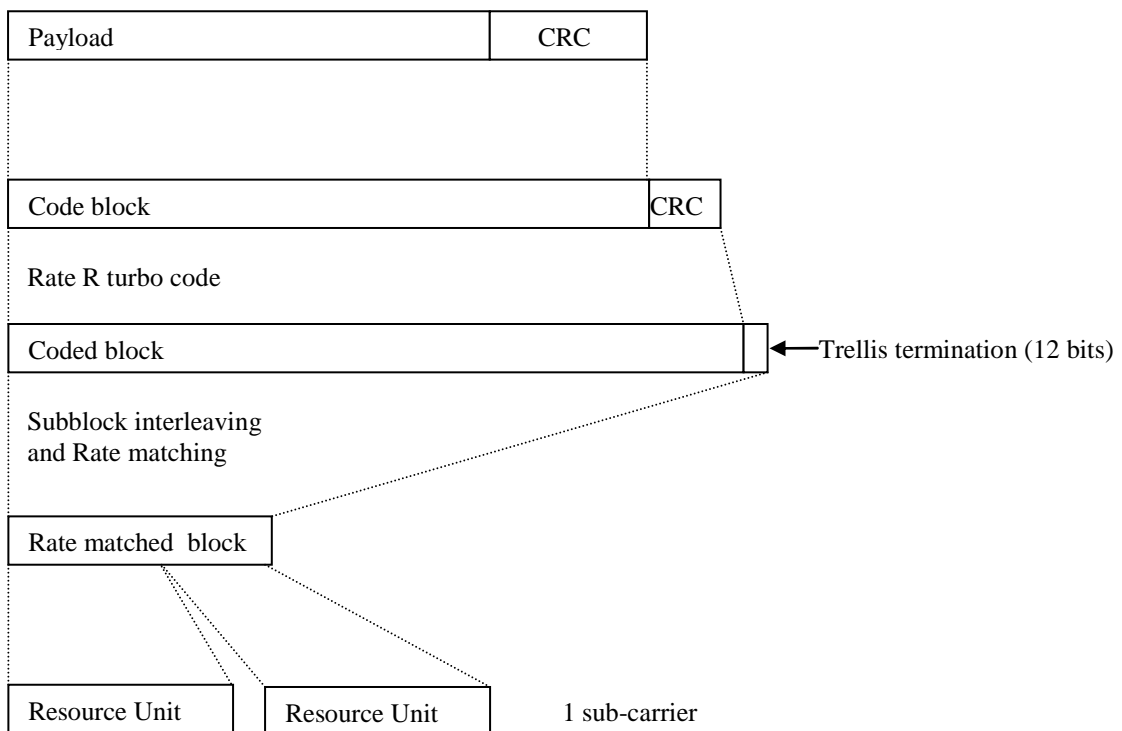 Payload CRC
Code block CRC
Rate R turbo code
Coded block
Trellis termination (12 bits)
Subblock interleaving
and Rate matching
Rate matched block
Resource Unit Resource Unit 1 sub-carrier